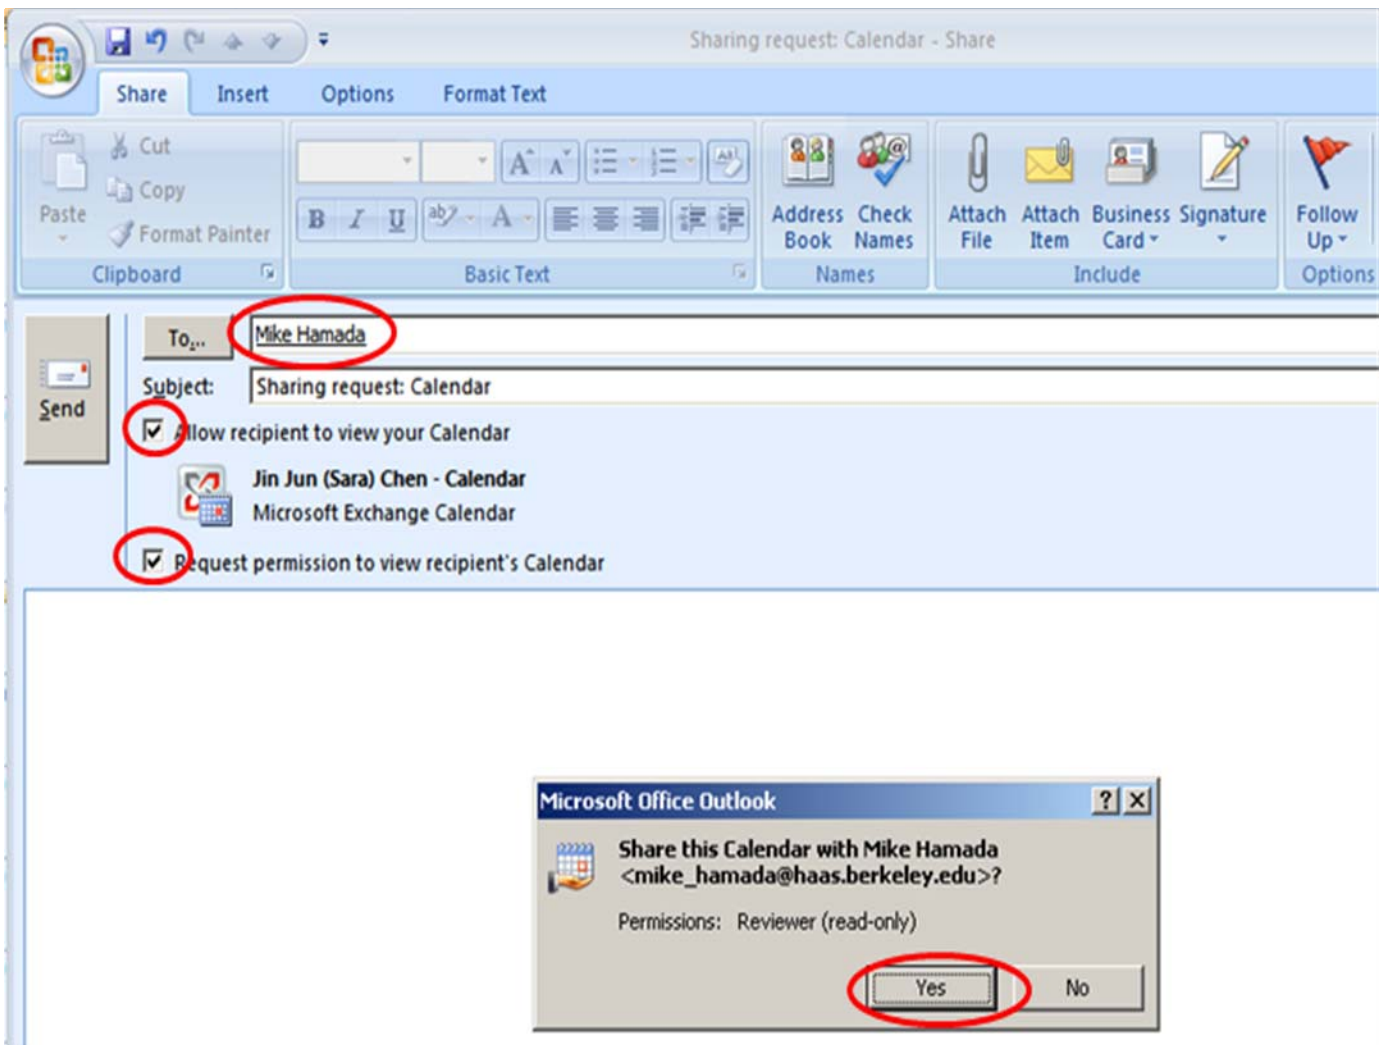 Sharing request: Calendar - Share
Share Insert Options Format Text
Paste
Cut
Copy
Format Painter
Clipboard
A A Ab
B I U ab A
Basic Text
Address Book
Check Names
Names
Attach File
Attach Item
Business Card
Signature
Include
Follow Up
Options
Send
To... Mike Hamada
Subject: Sharing request: Calendar
Allow recipient to view your Calendar
Jin Jun (Sara) Chen - Calendar
Microsoft Exchange Calendar
Request permission to view recipient's Calendar
Microsoft Office Outlook
Share this Calendar with Mike Hamada
<mike_hamada@haas.berkeley.edu>?
Permissions: Reviewer (read-only)
Yes No